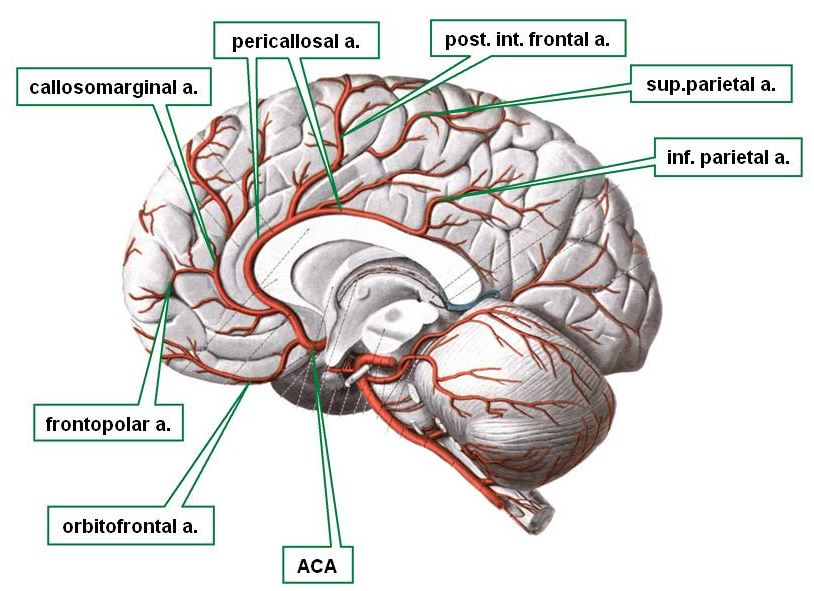 pericallosal a.
post. int. frontal a.
callosomarginal a.
sup.parietal a.
inf. parietal a.
frontopolar a.
orbitofrontal a.
ACA